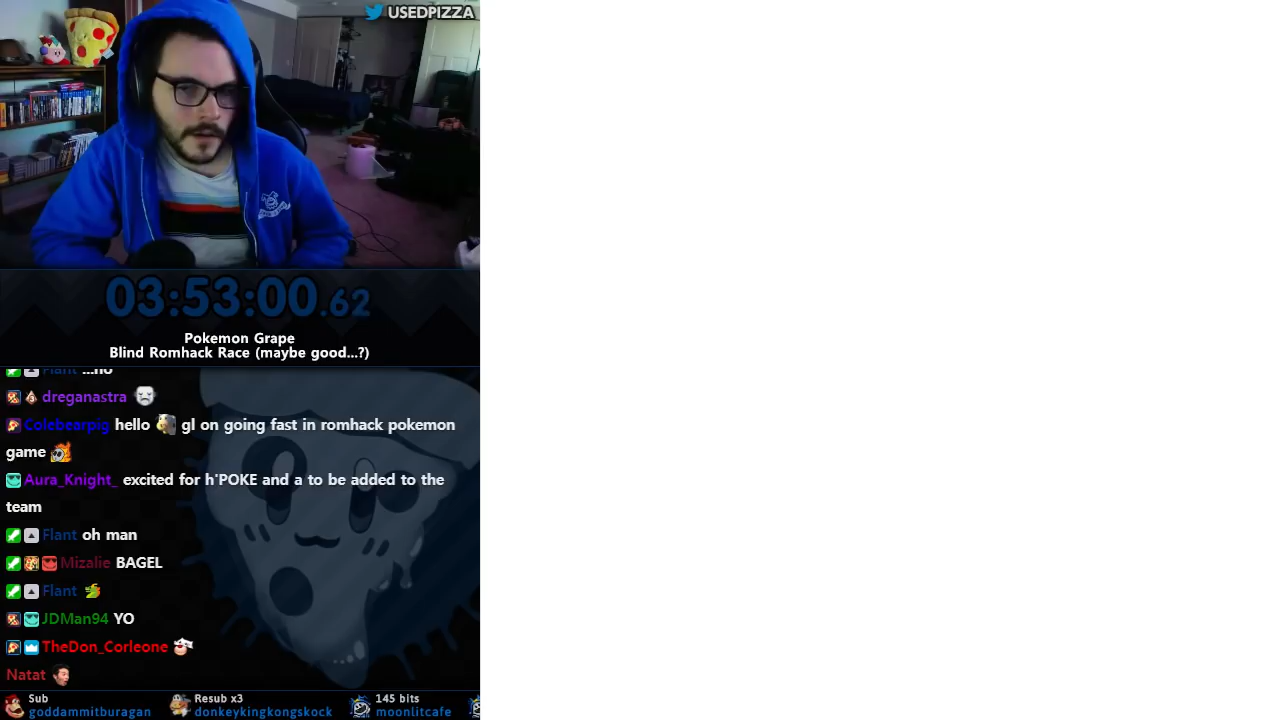 USEDPIZZA
03:53:00.62
Pokemon Grape
Blind Romhack Race (maybe good...?)
Flant ...no
dreganastra
Colebearpig hello gl on going fast in romhack pokemon
game
Aura_Knight_ excited for h'POKE and a to be added to the
team
Flant oh man
Mizalie BAGEL
Flant
JDMan94 YO
TheDon_Corleone
Natat
Sub
goddammitburagan
Resub x3
donkeykingkongskock
145 bits
moonlitcafe